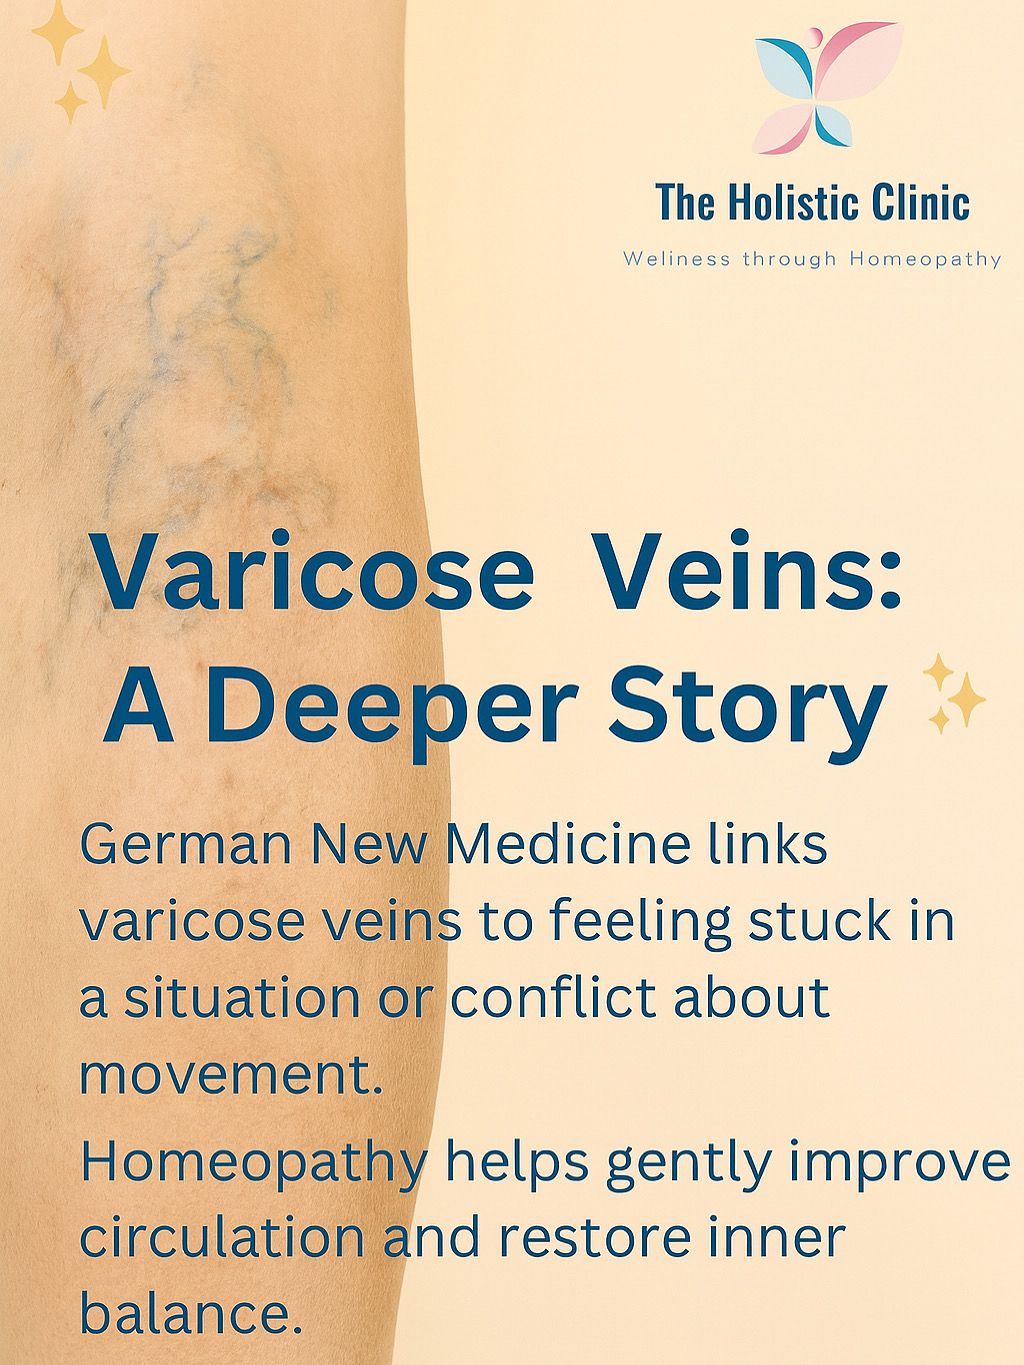 The Holistic Clinic
Weliness through Homeopathy
Varicose Veins:
A Deeper Story
German New Medicine links
varicose veins to feeling stuck in
a situation or conflict about
movement.
Homeopathy helps gently improve
circulation and restore inner
balance.